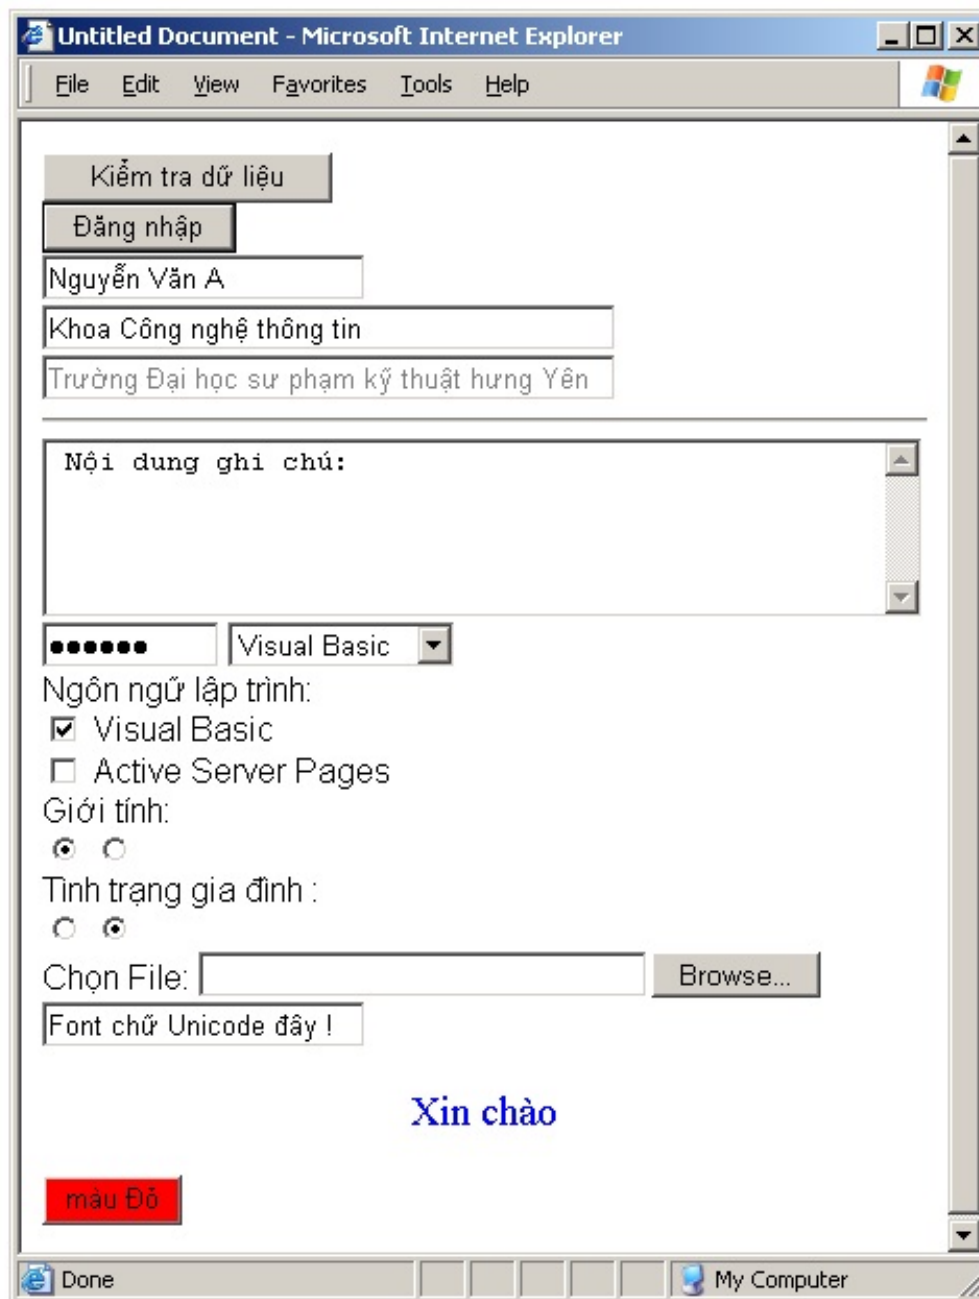 Untitled Document - Microsoft Internet Explorer
File Edit View Favorites Tools Help
Kiểm tra dữ liệu
Đăng nhập
Nguyễn Văn A
Khoa Công nghệ thông tin
Trường Đại học sư phạm kỹ thuật hưng Yên
Nội dung ghi chú:
●●●●●● Visual Basic
Ngôn ngữ lập trình:
Visual Basic
Active Server Pages
Giới tính:
Tình trạng gia đình :
Chọn File: Browse...
Font chữ Unicode đây !
Xin chào
màu Đỏ
Done My Computer